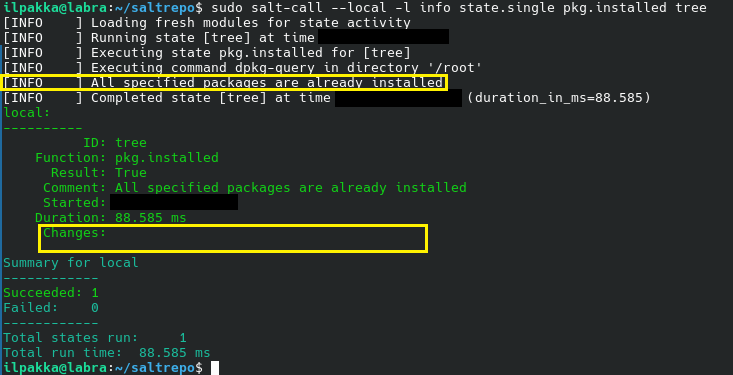 ilpakka@labra:~/saltrepo$ sudo salt-call --local -l info state.single pkg.installed tree
[INFO    ] Loading fresh modules for state activity
[INFO    ] Running state [tree] at time
[INFO    ] Executing state pkg.installed for [tree]
[INFO    ] Executing command dpkg-query in directory '/root'
[INFO    ] All specified packages are already installed
[INFO    ] Completed state [tree] at time (duration_in_ms=88.585)
local:
----------
          ID: tree
    Function: pkg.installed
      Result: True
     Comment: All specified packages are already installed
     Started:
    Duration: 88.585 ms
     Changes:
Summary for local
------------
Succeeded: 1
Failed:    0
------------
Total states run:     1
Total run time:  88.585 ms
ilpakka@labra:~/saltrepo$